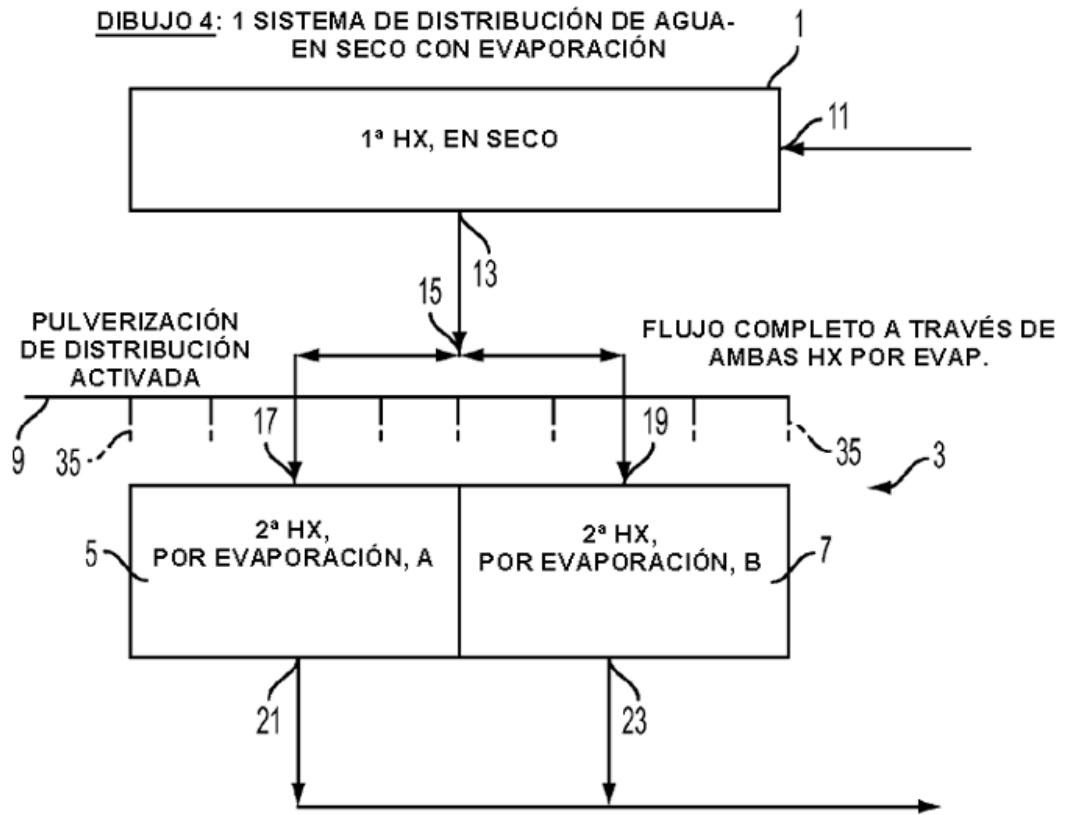 DIBUJO 4: 1 SISTEMA DE DISTRIBUCIÓN DE AGUA-
EN SECO CON EVAPORACIÓN
1
1ª HX, EN SECO
11
13
15
PULVERIZACIÓN
DE DISTRIBUCIÓN
ACTIVADA
FLUJO COMPLETO A TRAVÉS DE
AMBAS HX POR EVAP.
9
35
17
19
35
3
5
2ª HX,
POR EVAPORACIÓN, A
2ª HX,
POR EVAPORACIÓN, B
7
21
23